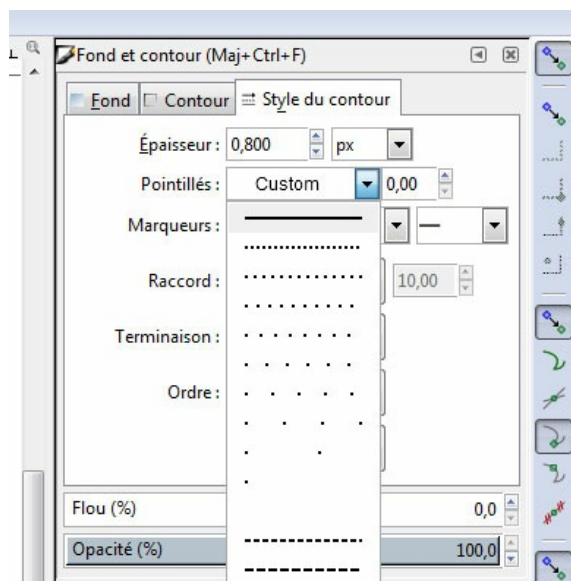 Fond et contour (Maj+Ctrl+F)
Fond Contour Style du contour
Épaisseur : 0,800 px
Pointillés : Custom 0,00
Marqueurs :
Raccord : 10,00
Terminaison :
Ordre :
Flou (%) 0,0
Opacité (%) 100,0